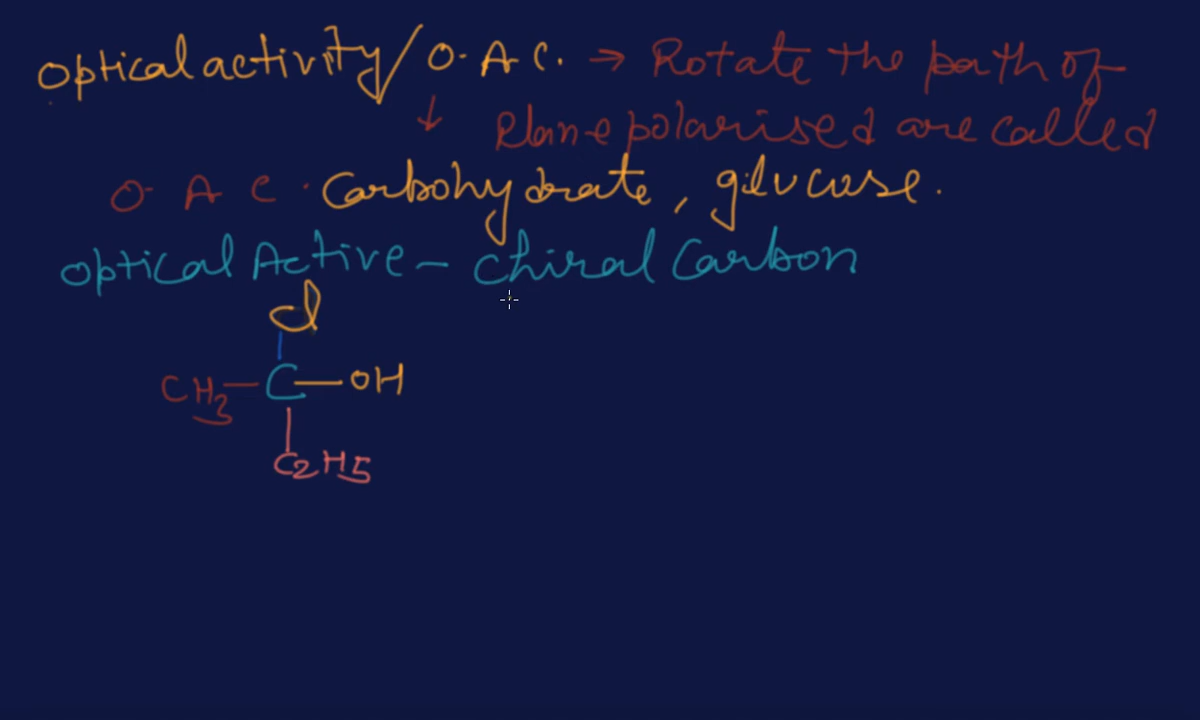 Optical activity/O.A.C. → Rotate the path of
↓ Plane polarised are called
O. A. C. Carbohydrate, glucose.
Optical Active - Chiral Carbon
Cl
CH3-C-OH
C2H5